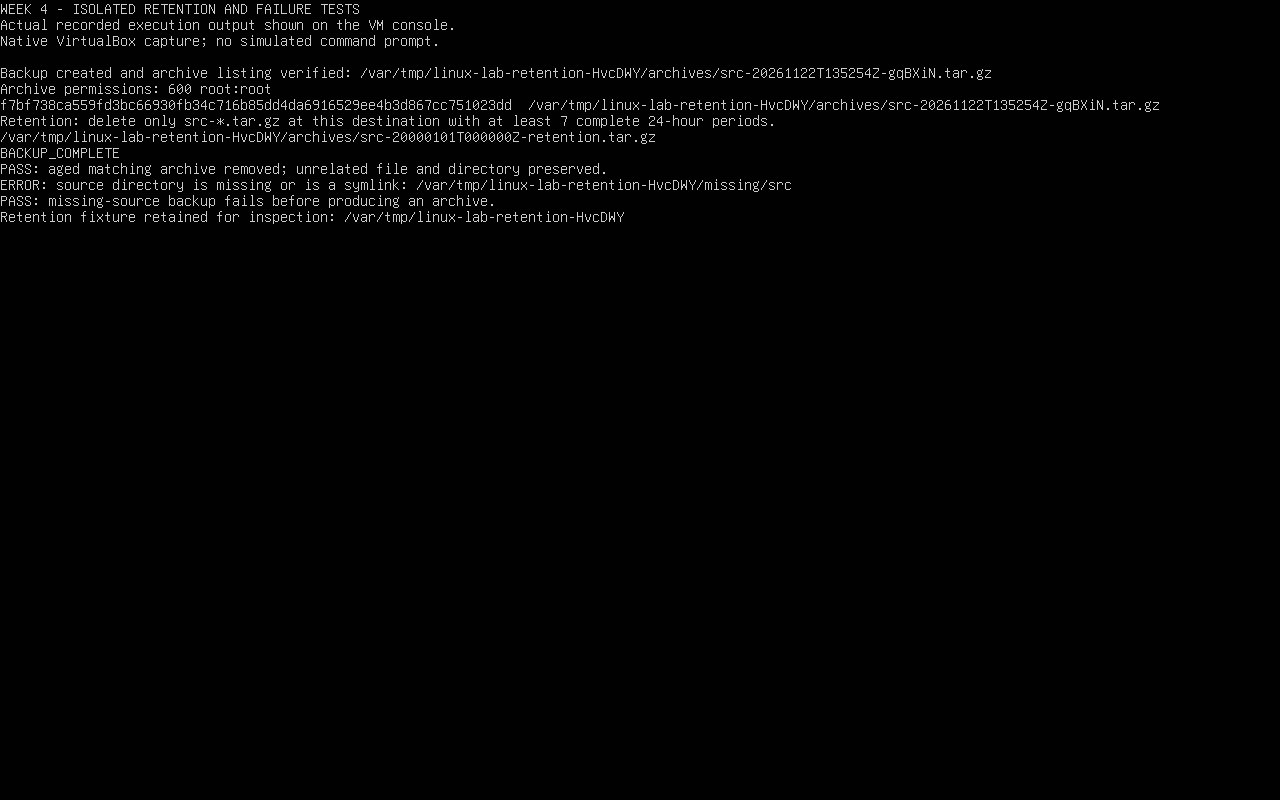 WEEK 4 - ISOLATED RETENTION AND FAILURE TESTS
Actual recorded execution output shown on the VM console.
Native VirtualBox capture; no simulated command prompt.
Backup created and archive listing verified: /var/tmp/linux-lab-retention-HvcDWY/archives/src-20261122T135254Z-gqBXiN.tar.gz
Archive permissions: 600 root:root
f7bf738ca559fd3bc66930fb34c716b85dd4da6916529ee4b3d867cc751023dd  /var/tmp/linux-lab-retention-HvcDWY/archives/src-20261122T135254Z-gqBXiN.tar.gz
Retention: delete only src-*.tar.gz at this destination with at least 7 complete 24-hour periods.
/var/tmp/linux-lab-retention-HvcDWY/archives/src-20000101T000000Z-retention.tar.gz
BACKUP_COMPLETE
PASS: aged matching archive removed; unrelated file and directory preserved.
ERROR: source directory is missing or is a symlink: /var/tmp/linux-lab-retention-HvcDWY/missing/src
PASS: missing-source backup fails before producing an archive.
Retention fixture retained for inspection: /var/tmp/linux-lab-retention-HvcDWY